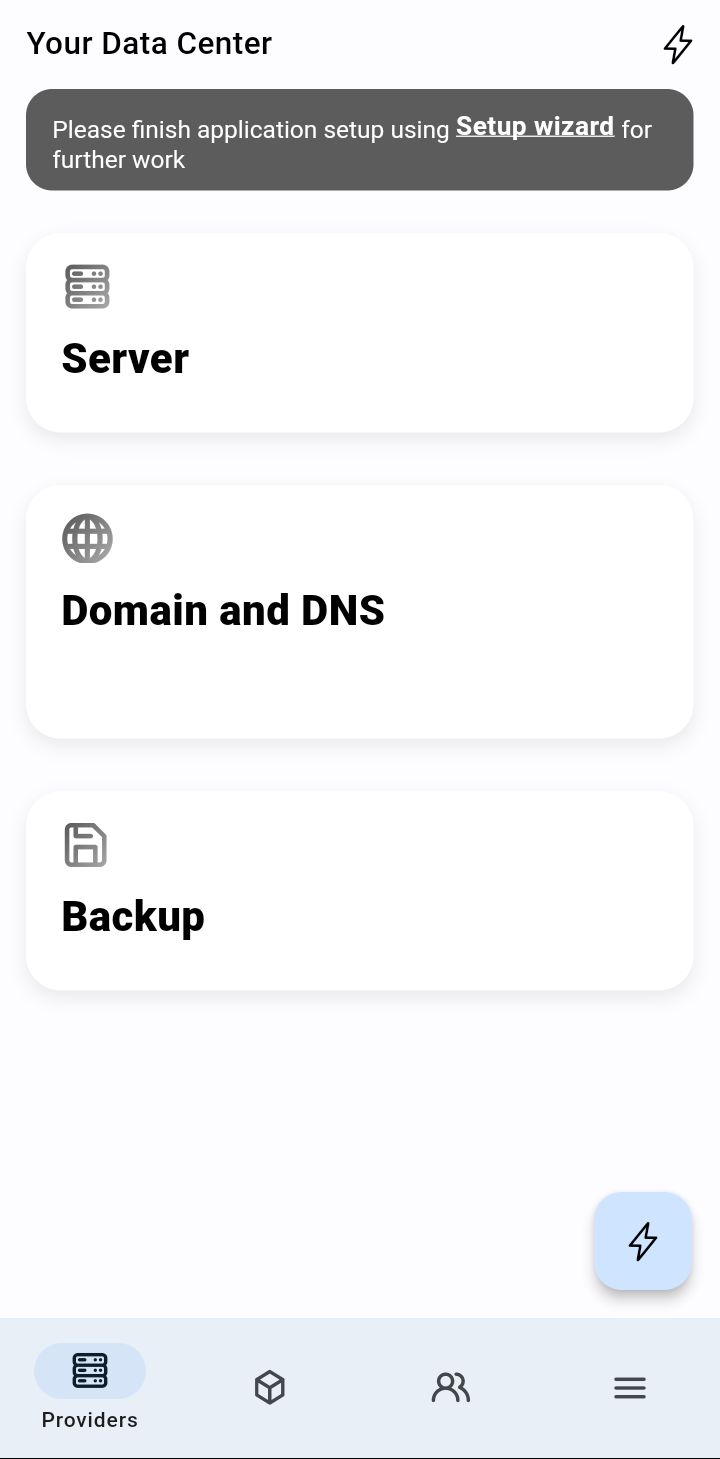 Your Data Center
Please finish application setup using Setup wizard for
further work
Server
Domain and DNS
Backup
Providers